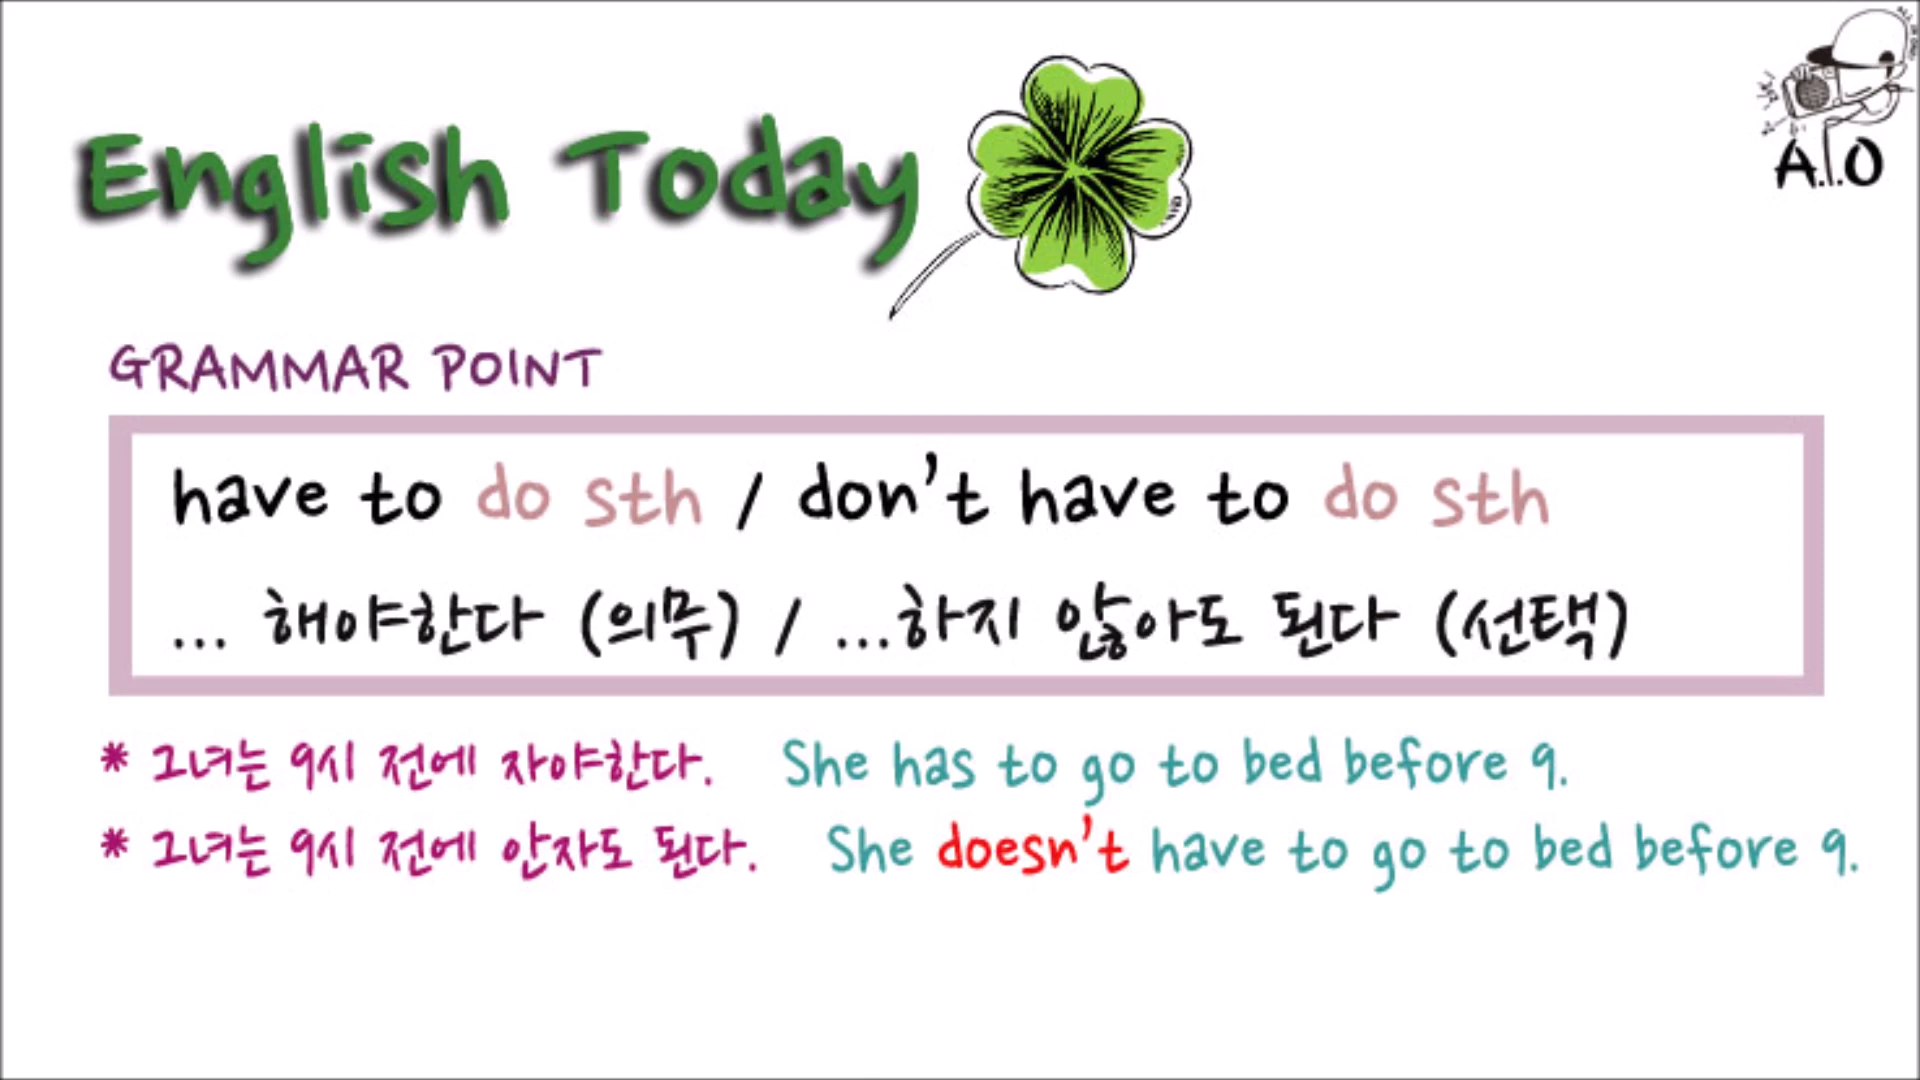 English Today
A.I.O
GRAMMAR POINT
have to do sth / don't have to do sth
... 해야한다 (의무) / ...하지 않아도 된다 (선택)
* 그녀는 9시 전에 자야한다. She has to go to bed before 9.
* 그녀는 9시 전에 안자도 된다. She doesn't have to go to bed before 9.